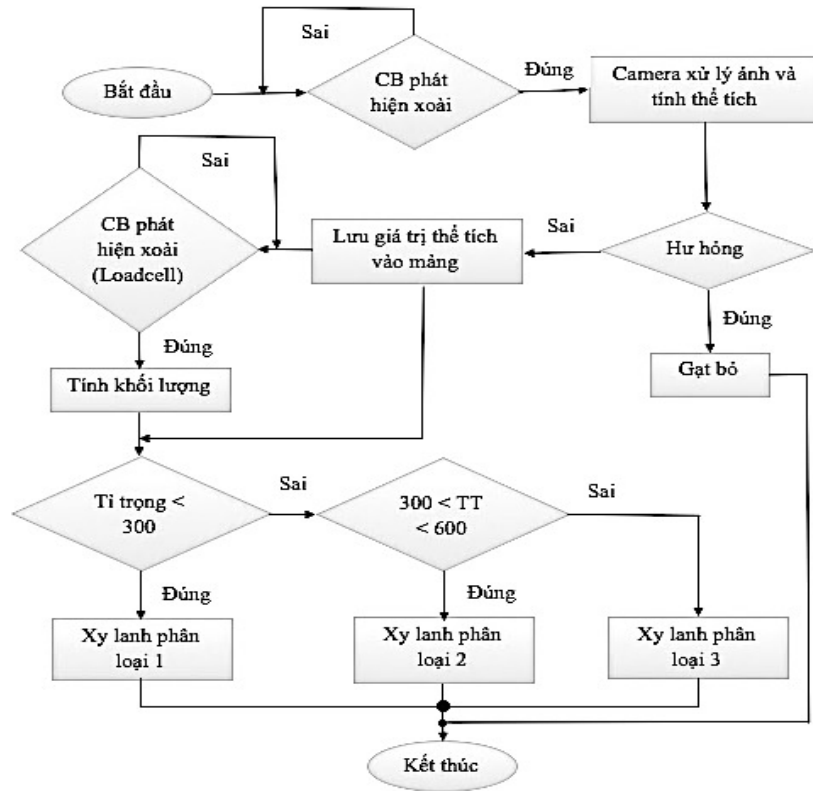 Sai
Bắt đầu
CB phát
hiện xoài
Đúng
Camera xử lý ảnh và
tính thể tích
Sai
CB phát
hiện xoài
(Loadcell)
Lưu giá trị thể tích
vào mảng
Sai
Hư hỏng
Đúng
Đúng
Tính khối lượng
Gạt bỏ
Tỉ trọng <
300
Sai
300 < TT
< 600
Sai
Đúng
Đúng
Xy lanh phân
loại 1
Xy lanh phân
loại 2
Xy lanh phân
loại 3
Kết thúc